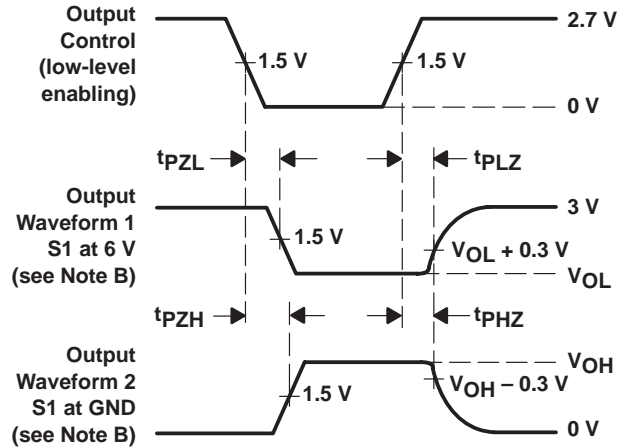 Output
Control
(low-level
enabling)
2.7 V
1.5 V
1.5 V
0 V
tPZL
tPLZ
Output
Waveform 1
S1 at 6 V
(see Note B)
3 V
1.5 V
VOL + 0.3 V
VOL
tPZH
tPHZ
Output
Waveform 2
S1 at GND
(see Note B)
VOH
1.5 V
VOH – 0.3 V
0 V